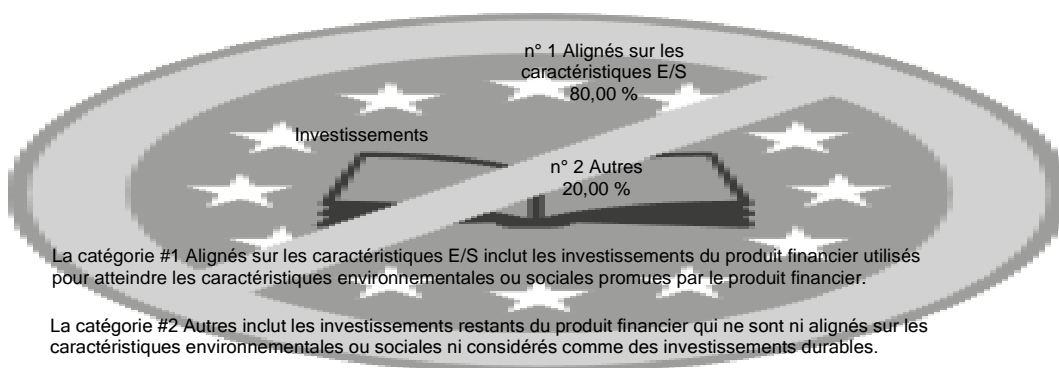 n° 1 Alignés sur les
caractéristiques E/S
80,00 %
Investissements
n° 2 Autres
20,00 %
La catégorie #1 Alignés sur les caractéristiques E/S inclut les investissements du produit financier utilisés
pour atteindre les caractéristiques environnementales ou sociales promues par le produit financier.
La catégorie #2 Autres inclut les investissements restants du produit financier qui ne sont ni alignés sur les
caractéristiques environnementales ou sociales ni considérés comme des investissements durables.